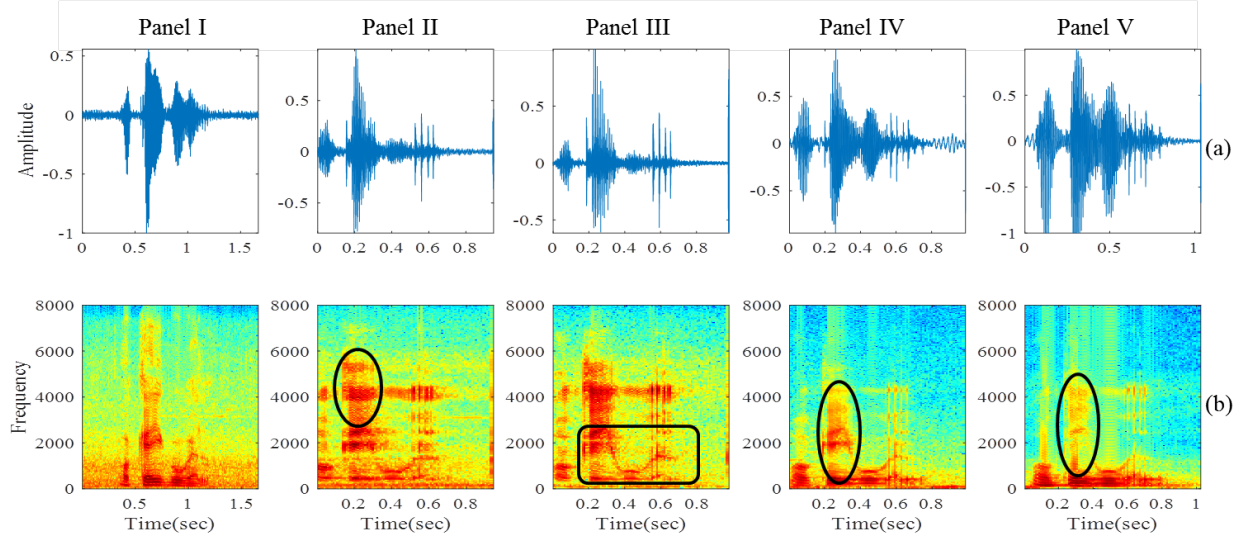 Panel I Panel II Panel III Panel IV Panel V
Amplitude
0.5 0 -0.5 -1
0 0.5 1 1.5
0.5 0 -0.5
0 0.2 0.4 0.6 0.8
0.5 0 -0.5
0 0.2 0.4 0.6 0.8
0.5 0 -0.5
0 0.2 0.4 0.6 0.8
1 0.5 0 -0.5 -1
0.5 1
(a)
Frequency
8000 6000 4000 2000 0
0 0.5 1 1.5
Time(sec)
8000 6000 4000 2000 0
0 0.2 0.4 0.6 0.8
Time(sec)
8000 6000 4000 2000 0
0 0.2 0.4 0.6 0.8
Time(sec)
8000 6000 4000 2000 0
0.2 0.4 0.6 0.8
Time(sec)
8000 6000 4000 2000 0
0.2 0.4 0.6 0.8 1
Time(sec)
(b)